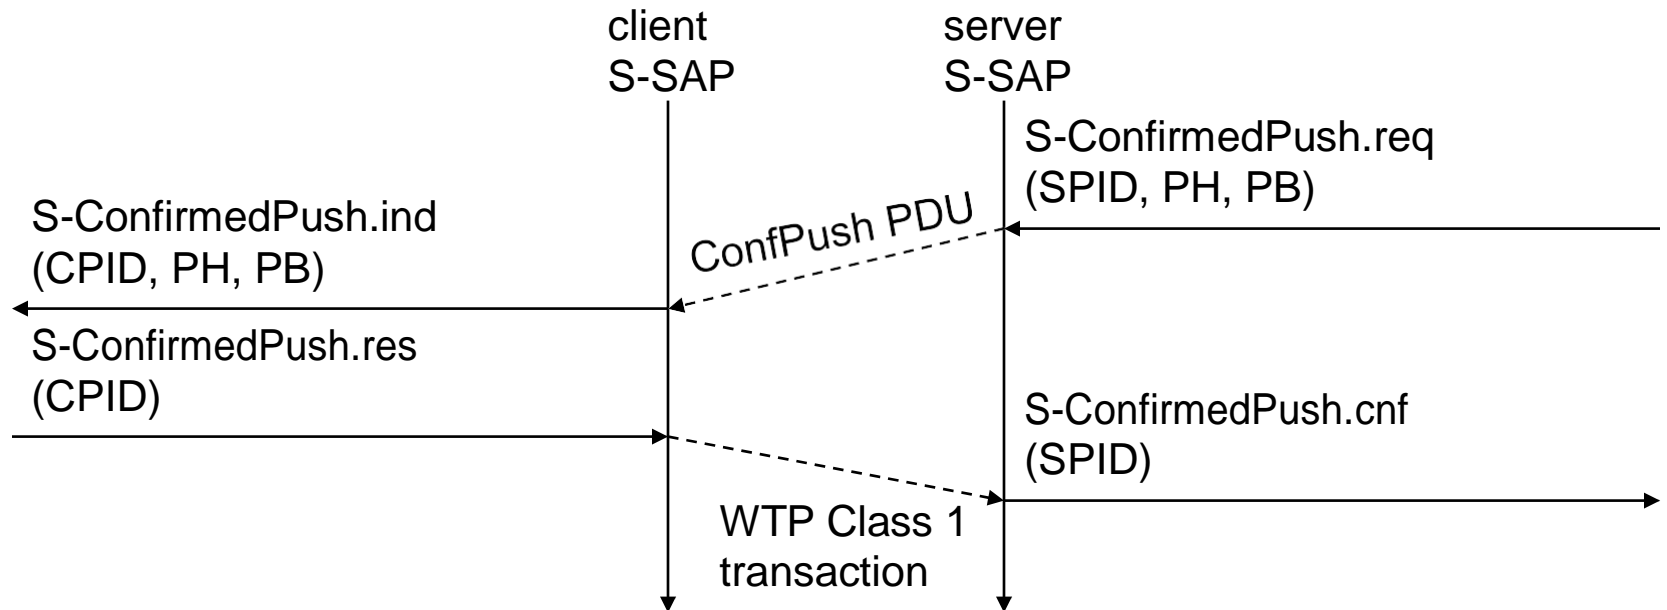 client
S-SAP
server
S-SAP
S-ConfirmedPush.req
(SPID, PH, PB)
ConfPush PDU
S-ConfirmedPush.ind
(CPID, PH, PB)
S-ConfirmedPush.res
(CPID)
S-ConfirmedPush.cnf
(SPID)
WTP Class 1
transaction